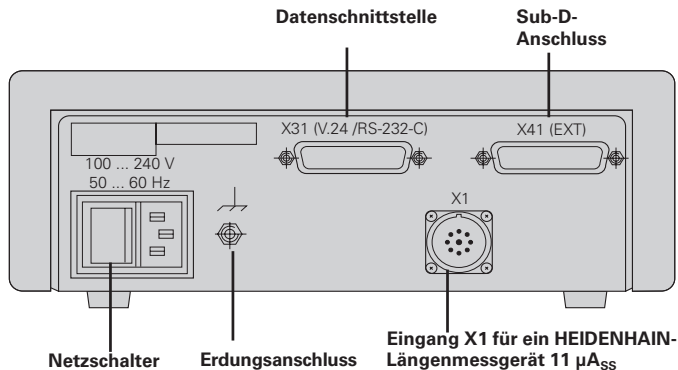 Datenschnittstelle
Sub-D-
Anschluss
X31 (V.24 /RS-232-C)
X41 (EXT)
100 ... 240 V
50 ... 60 Hz
X1
Netzschalter
Erdungsanschluss
Eingang X1 für ein HEIDENHAIN-
Längenmessgerät 11 µASS